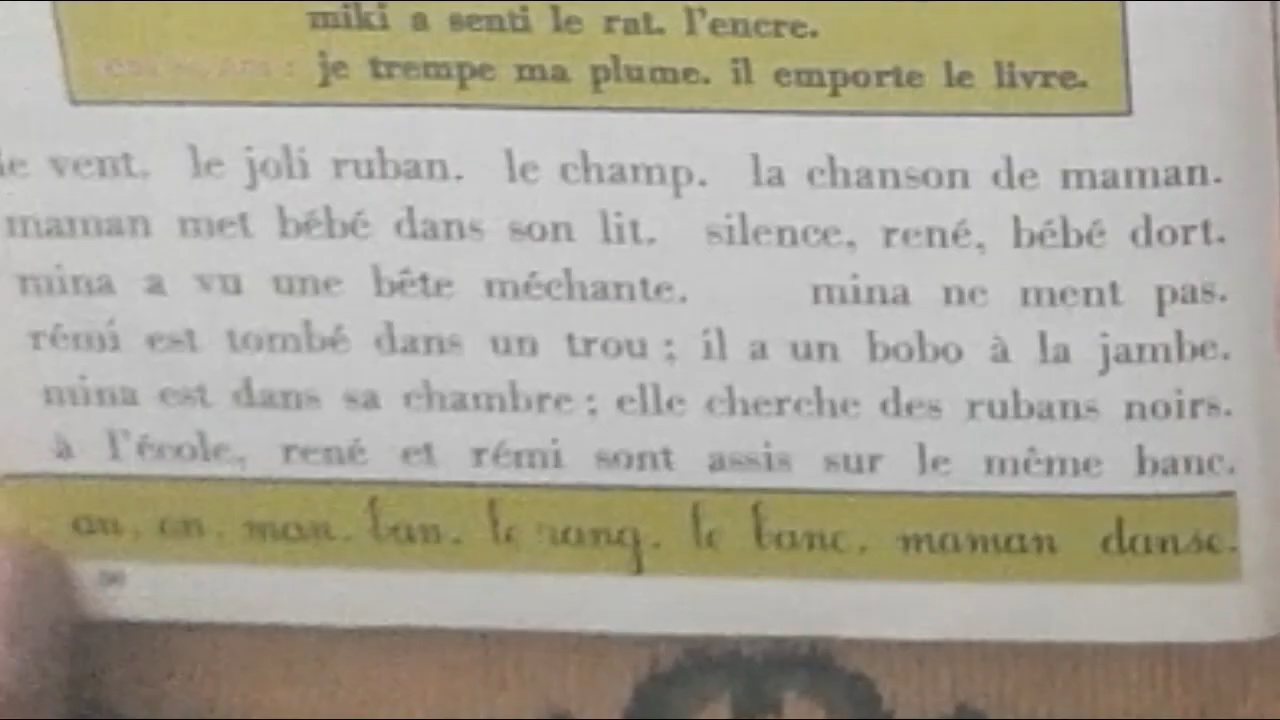 miki a senti le rat. l'encre.
je trempe ma plume. il emporte le livre.
le vent. le joli ruban. le champ. la chanson de maman.
maman met bébé dans son lit. silence, rené, bébé dort.
mina a vu une bête méchante. mina ne ment pas.
rémi est tombé dans un trou ; il a un bobo à la jambe.
mina est dans sa chambre ; elle cherche des rubans noirs.
à l'école, rené et rémi sont assis sur le même banc.
an. en. man. ban. le rang. le banc. maman danse.